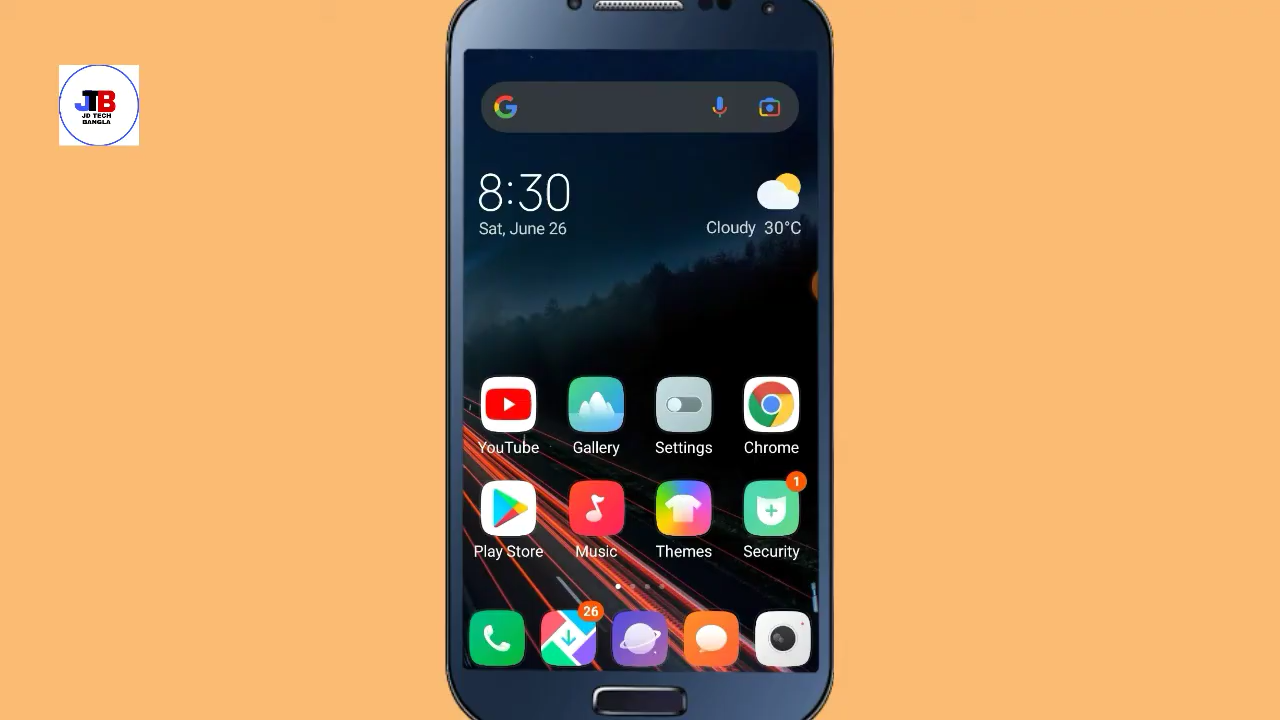 JTB
JD TECH
BANGLA
8:30
Sat, June 26
Cloudy 30°C
YouTube Gallery Settings Chrome
1
Play Store Music Themes Security
26